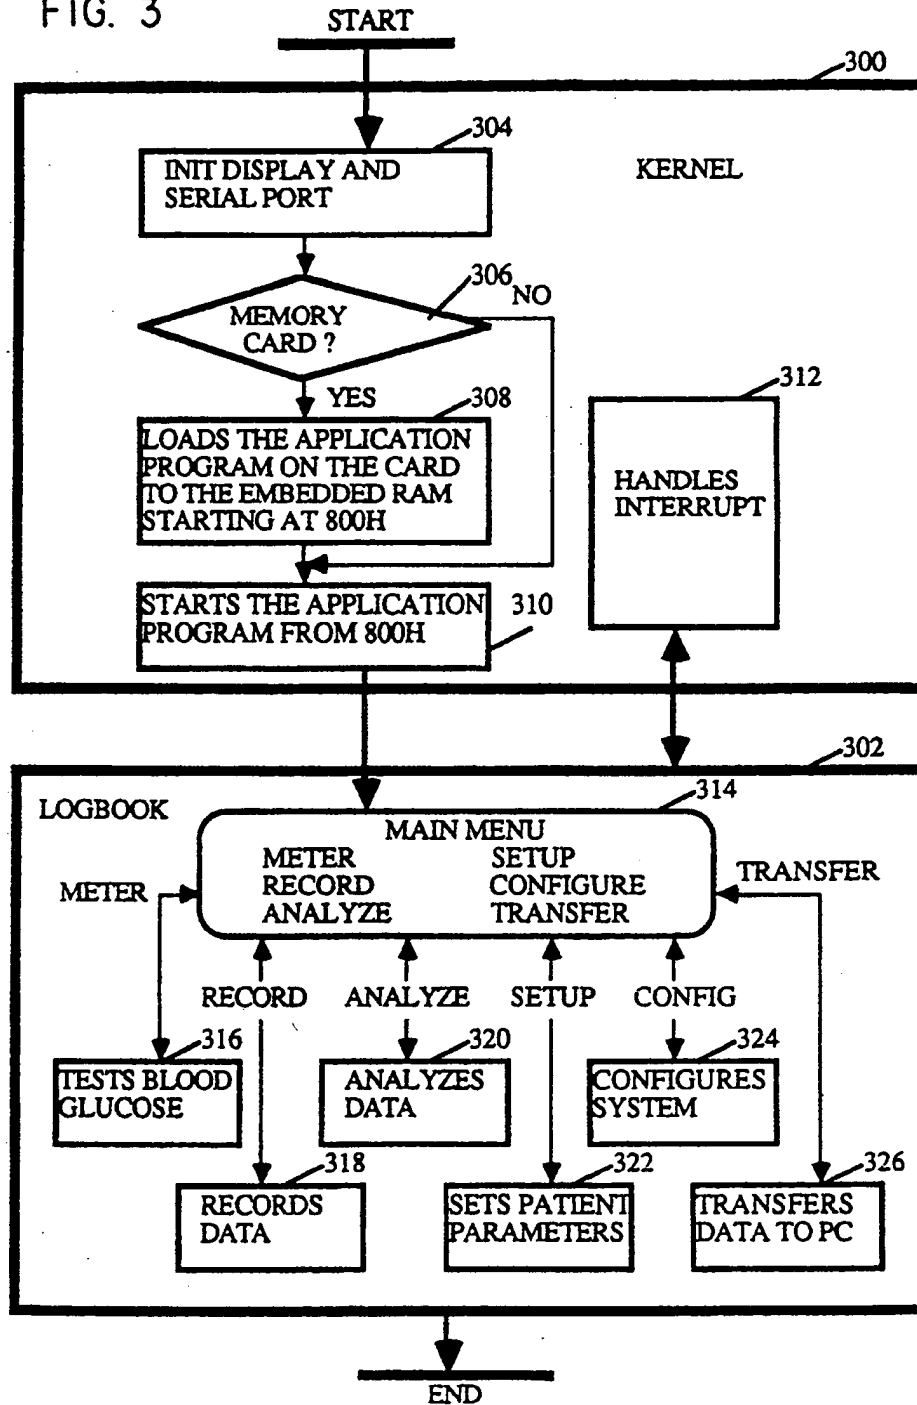 FIG. 3
START
300
304
INIT DISPLAY AND
SERIAL PORT
KERNEL
306
NO
MEMORY
CARD ?
YES
308
312
LOADS THE APPLICATION
PROGRAM ON THE CARD
TO THE EMBEDDED RAM
STARTING AT 800H
HANDLES
INTERRUPT
STARTS THE APPLICATION
PROGRAM FROM 800H
310
302
LOGBOOK
314
MAIN MENU
METER SETUP
RECORD CONFIGURE
ANALYZE TRANSFER
METER
TRANSFER
RECORD
ANALYZE
SETUP
CONFIG
316
320
324
TESTS BLOOD
GLUCOSE
ANALYZES
DATA
CONFIGURES
SYSTEM
318
322
326
RECORDS
DATA
SETS PATIENT
PARAMETERS
TRANSFERS
DATA TO PC
END